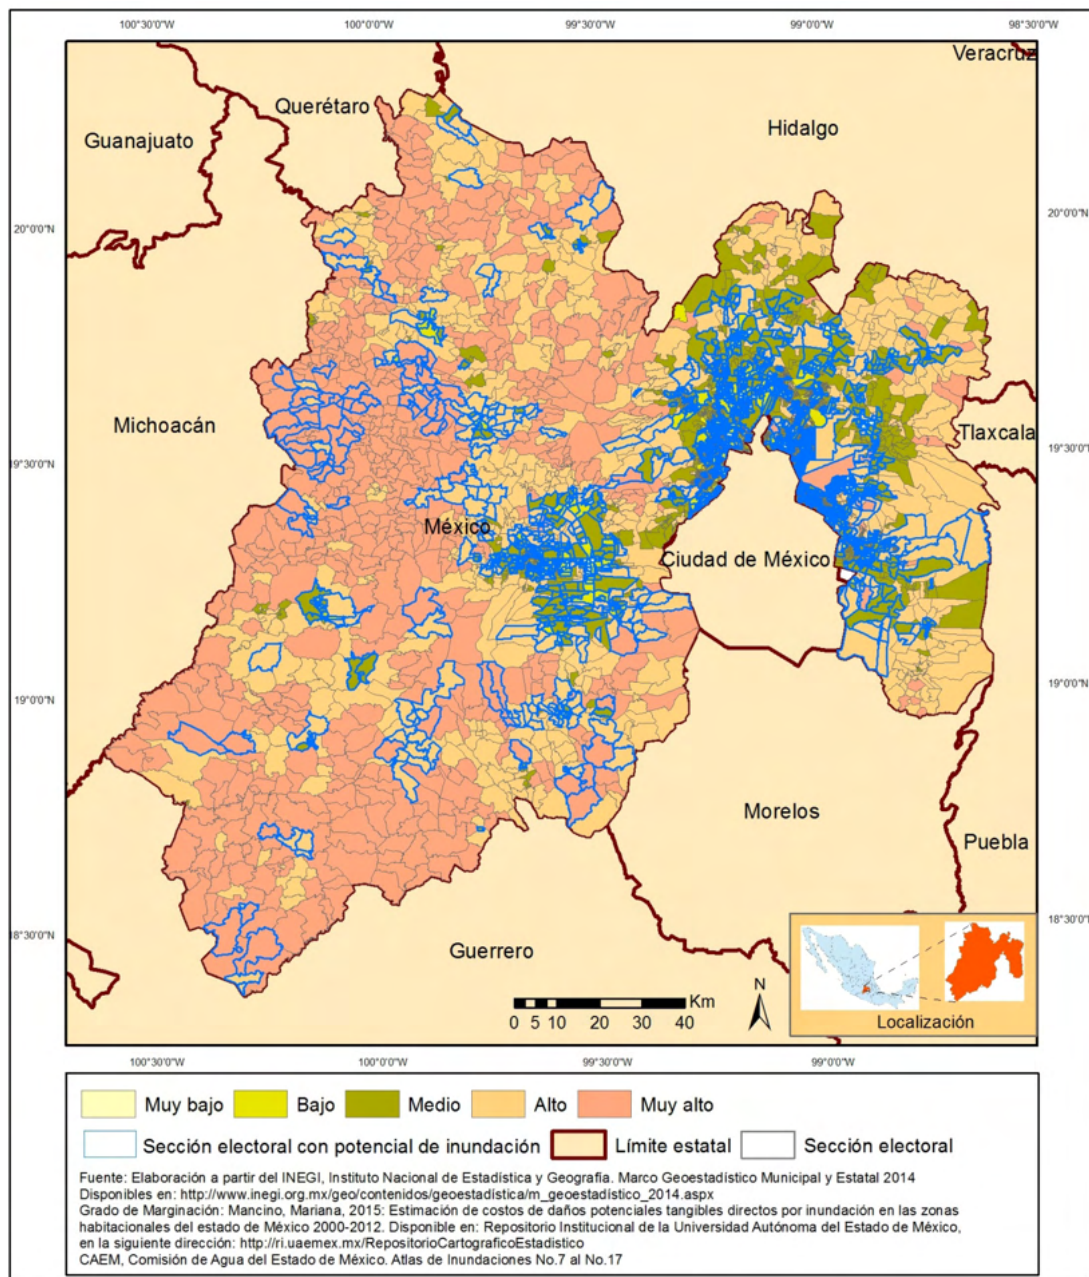 100°30'0"W 100°0'0"W 99°30'0"W 99°0'0"W 98°30'0"W
Veracruz
Querétaro
Guanajuato
Hidalgo
20°0'0"N
20°0'0"N
Michoacán
Tlaxcala
19°30'0"N
19°30'0"N
México
Ciudad de México
19°0'0"N
19°0'0"N
Morelos
Puebla
18°30'0"N
18°30'0"N
Guerrero
Km
0 5 10 20 30 40
N
Localización
100°30'0"W 100°0'0"W 99°30'0"W 99°0'0"W
Muy bajo Bajo Medio Alto Muy alto
Sección electoral con potencial de inundación Límite estatal Sección electoral
Fuente: Elaboración a partir del INEGI, Instituto Nacional de Estadística y Geografía. Marco Geoestadístico Municipal y Estatal 2014
Disponibles en: http://www.inegi.org.mx/geo/contenidos/geoestadística/m_geoestadístico_2014.aspx
Grado de Marginación: Mancino, Mariana, 2015: Estimación de costos de daños potenciales tangibles directos por inundación en las zonas
habitacionales del estado de México 2000-2012. Disponible en: Repositorio Institucional de la Universidad Autónoma del Estado de México,
en la siguiente dirección: http://ri.uaemex.mx/RepositorioCartograficoEstadistico
CAEM, Comisión de Agua del Estado de México. Atlas de Inundaciones No.7 al No.17